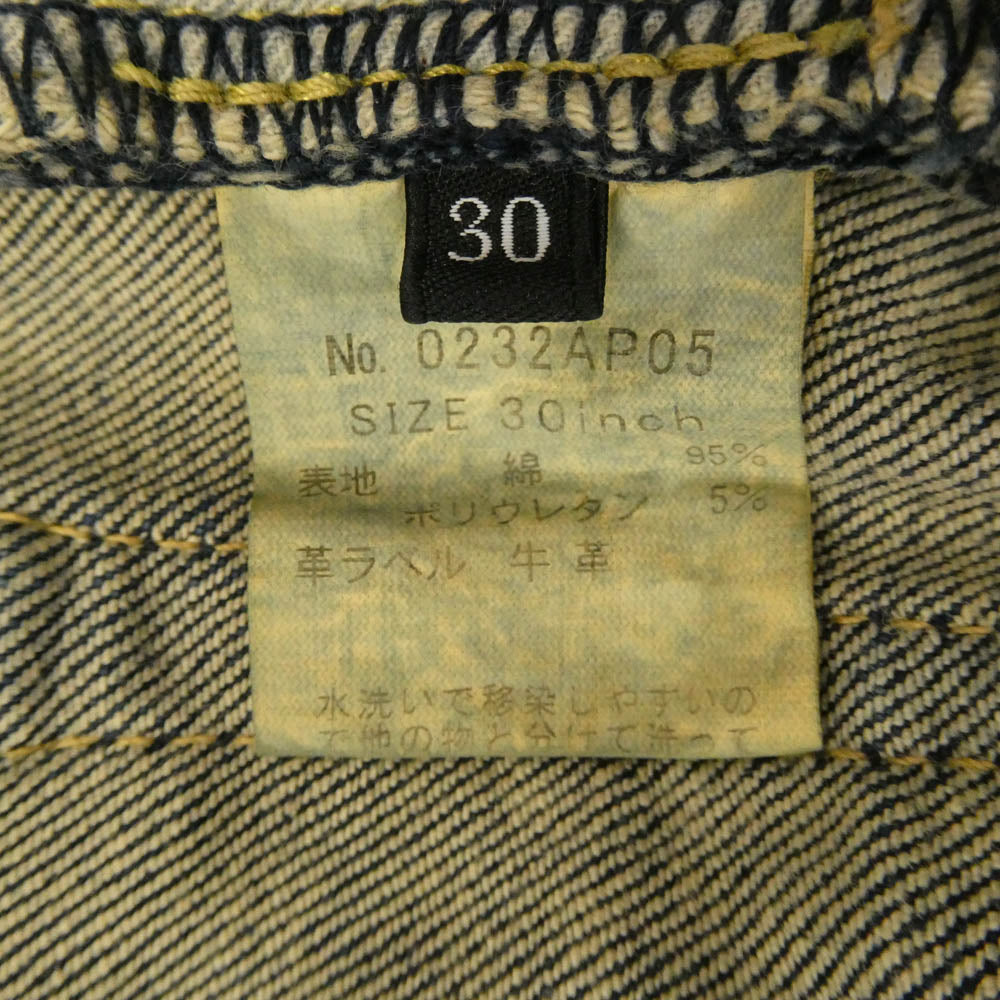 30
No. 0232AP05
SIZE 30inch
表地 綿 95%
ポリウレタン 5%
革ラベル 牛革
水洗いで移染しやすいの
で他の物と分けて洗って